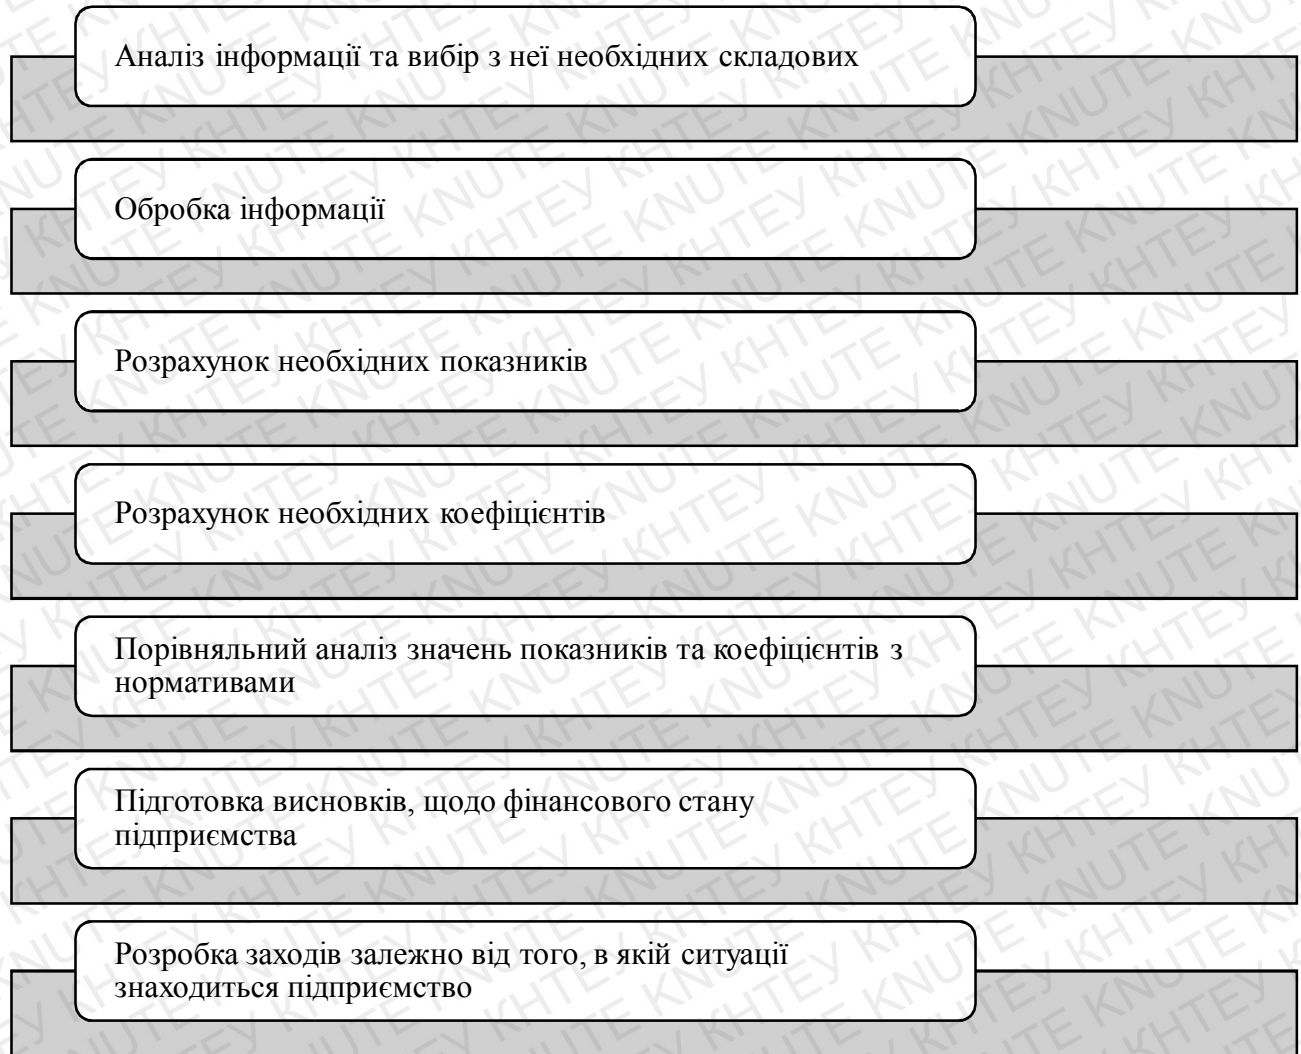 Аналіз інформації та вибір з неї необхідних складових
Обробка інформації
Розрахунок необхідних показників
Розрахунок необхідних коефіцієнтів
Порівняльний аналіз значень показників та коефіцієнтів з
нормативами
Підготовка висновків, щодо фінансового стану
підприємства
Розробка заходів залежно від того, в якій ситуації
знаходиться підприємство